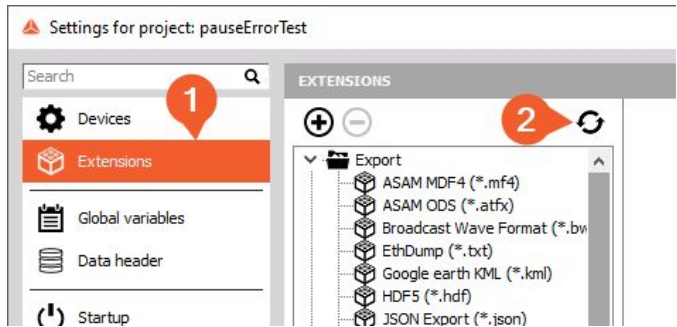 Settings for project: pauseErrorTest
Search
1
Devices
Extensions
Global variables
Data header
Startup
EXTENSIONS
2
Export
ASAM MDF4 (*.mf4)
ASAM ODS (*.atfx)
Broadcast Wave Format (*.bw
EthDump (*.txt)
Google earth KML (*.kml)
HDF5 (*.hdf)
JSON Export (*.json)